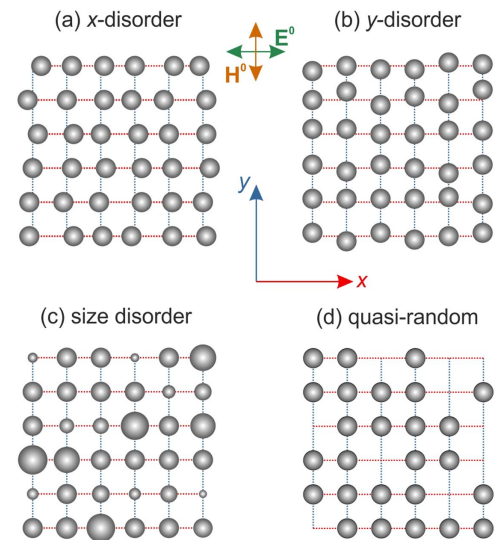 (a) x-disorder
E⁰
H⁰
(b) y-disorder
y
x
(c) size disorder
(d) quasi-random